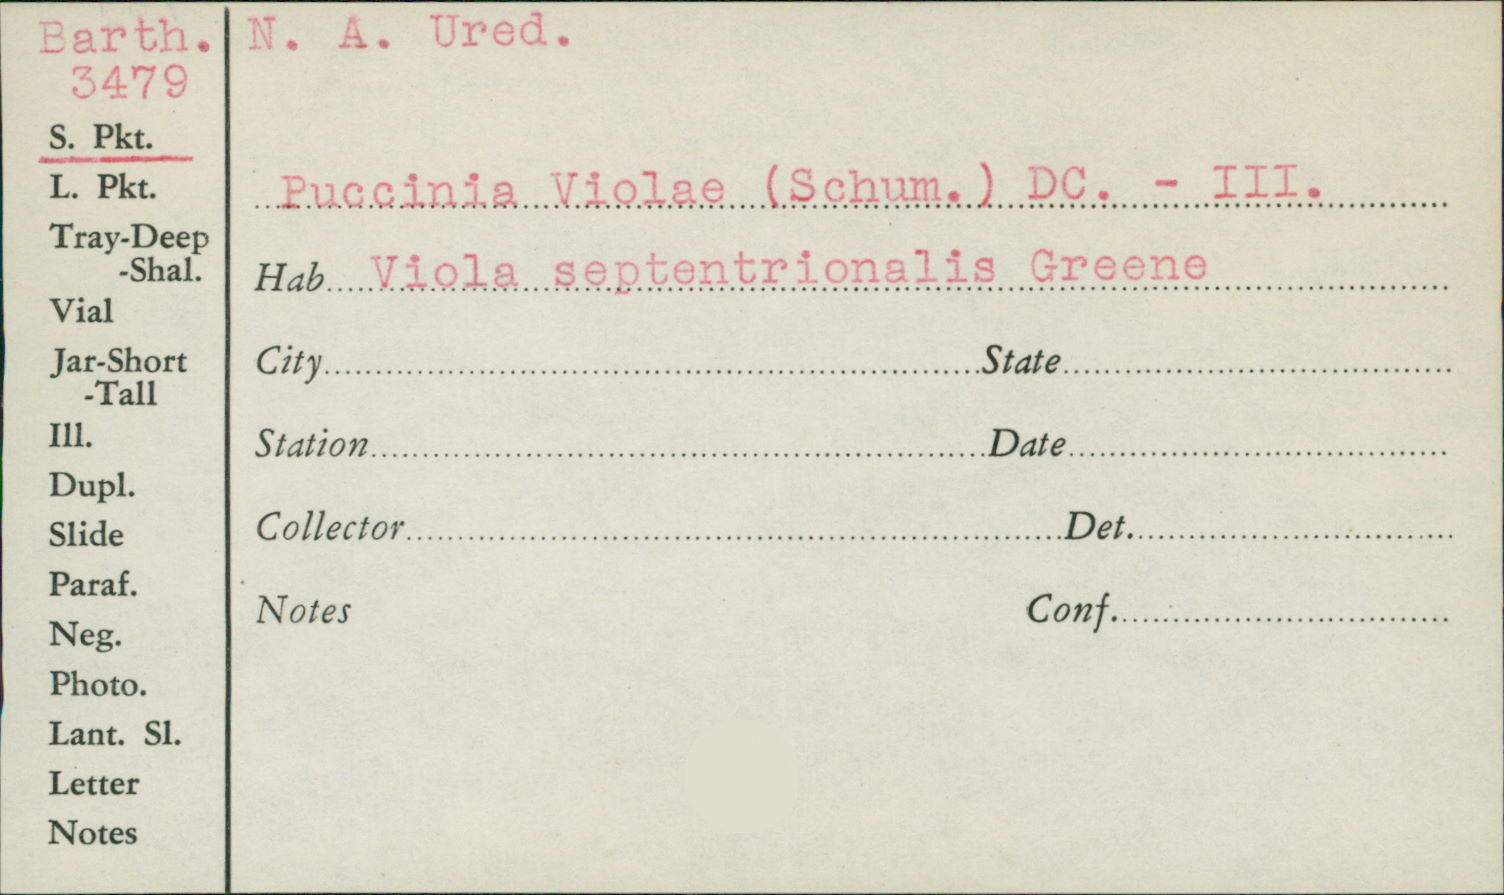 Barth.
3479
S. Pkt.
L. Pkt.
Tray-Deep
-Shal.
Vial
Jar-Short
-Tall
Ill.
Dupl.
Slide
Paraf.
Neg.
Photo.
Lant. Sl.
Letter
Notes
N. A. Ured.
Puccinia Violae (Schum.) DC. - III.
Hab. Viola septentrionalis Greene
City State
Station Date
Collector Det.
Notes Conf.